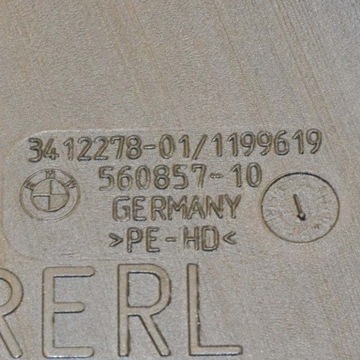 3412278-01/1199619
560857-10
GERMANY
>PE-HD<
RERL